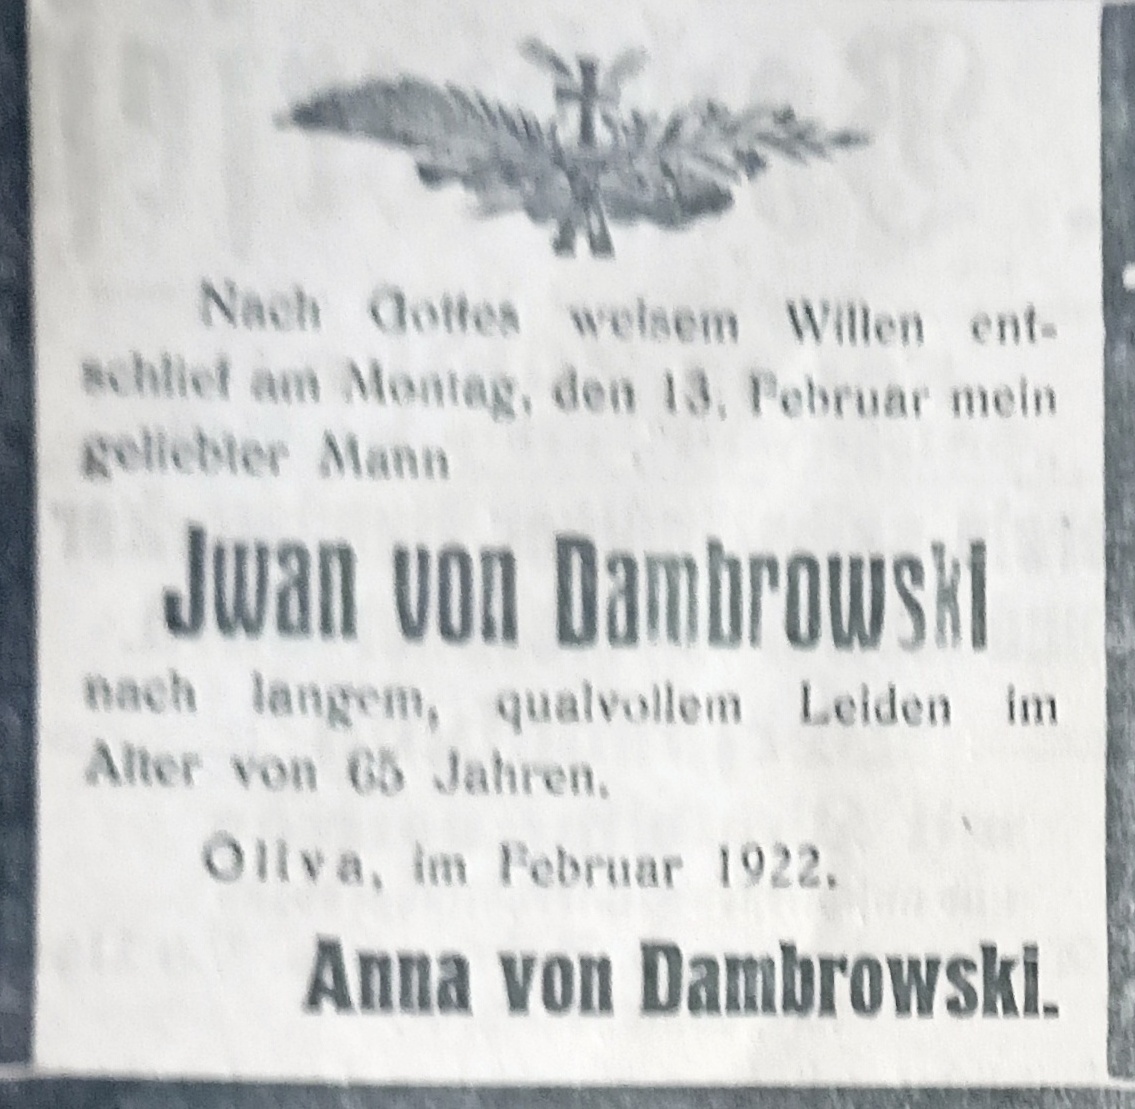 Nach Gottes weisem Willen ent-
schlief am Montag, den 13. Februar mein
geliebter Mann
Jwan von Dambrowski
nach langem, qualvollem Leiden im
Alter von 65 Jahren.
Oliva, im Februar 1922.
Anna von Dambrowski.